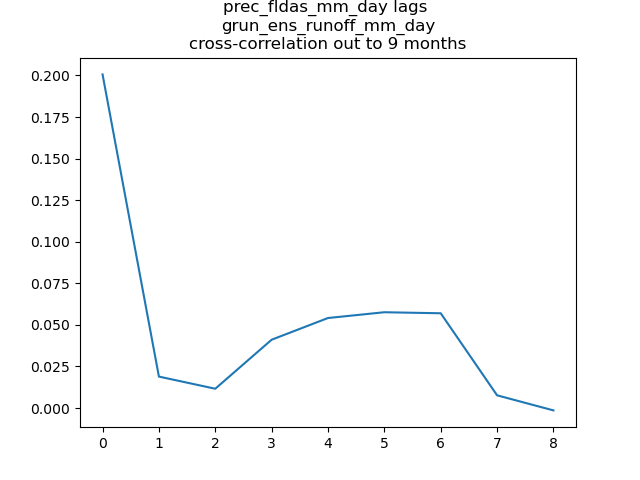 prec_fldas_mm_day lags
grun_ens_runoff_mm_day
cross-correlation out to 9 months
0.200
0.175
0.150
0.125
0.100
0.075
0.050
0.025
0.000
0 1 2 3 4 5 6 7 8